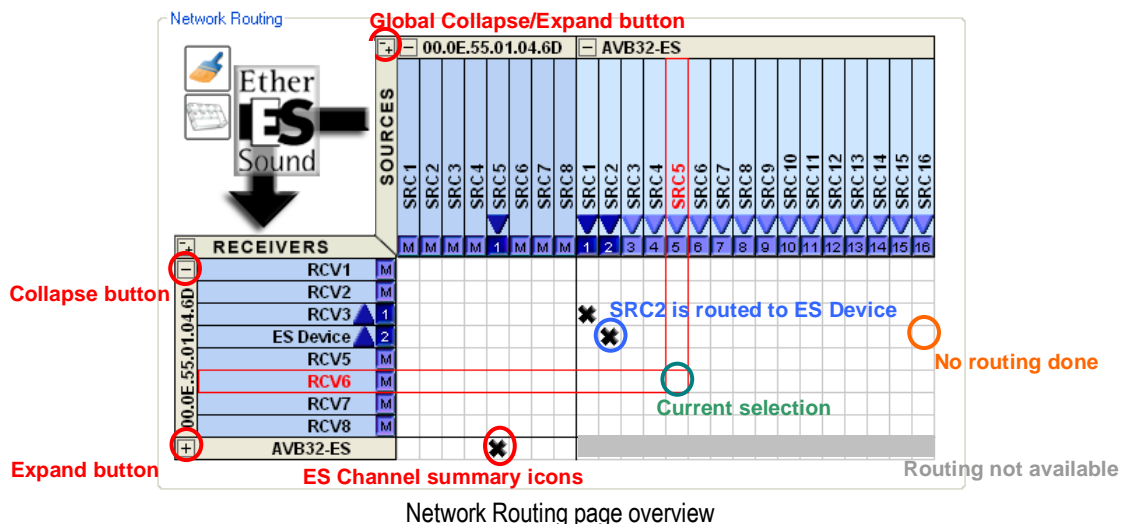 Network Routing
Global Collapse/Expand button
00.0E.55.01.04.6D
AVB32-ES
Ether
ES
Sound
SOURCES
SRC1
SRC2
SRC3
SRC4
SRC5
SRC6
SRC7
SRC8
SRC1
SRC2
SRC3
SRC4
SRC5
SRC6
SRC7
SRC8
SRC9
SRC10
SRC11
SRC12
SRC13
SRC14
SRC15
SRC16
M M M M 1 M M M 1 2 3 4 5 6 7 8 9 10 11 12 13 14 15 16
RECEIVERS
00.0E.55.01.04.6D
RCV1 M
RCV2 M
RCV3 1
ES Device 2
RCV5 M
RCV6 M
RCV7 M
RCV8 M
AVB32-ES
Collapse button
SRC2 is routed to ES Device
No routing done
Current selection
Expand button
ES Channel summary icons
Routing not available
Network Routing page overview